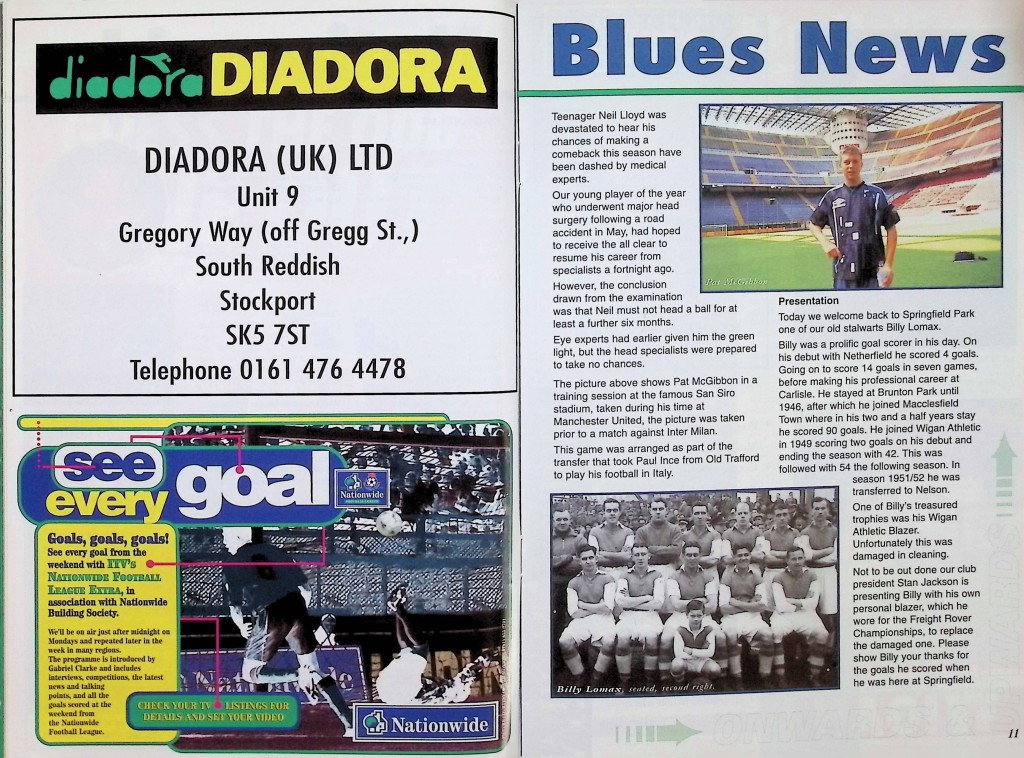 diadora DIADORA
DIADORA (UK) LTD
Unit 9
Gregory Way (off Gregg St.,)
South Reddish
Stockport
SK5 7ST
Telephone 0161 476 4478
see
every
goal
Nationwide
Goals, goals, goals!
See every goal from the
weekend with ITV's
Nationwide Football
League Extra, in
association with Nationwide
Building Society.
We'll be on air just after midnight on
Mondays and repeated later in the
week in many regions.
The programme is introduced by
Gabriel Clarke and includes
interviews, competitions, the latest
news and talking
points, and all the
goals scored at the
weekend from
the Nationwide
Football League.
CHECK YOUR TV LISTINGS FOR
DETAILS AND SET YOUR VIDEO
Nationwide
Blues News
Teenager Neil Lloyd was
devastated to hear his
chances of making a
comeback this season have
been dashed by medical
experts.
Our young player of the year
who underwent major head
surgery following a road
accident in May, had hoped
to receive the all clear to
resume his career from
specialists a fortnight ago.
However, the conclusion
drawn from the examination
was that Neil must not head a ball for at
least a further six months.
Eye experts had earlier given him the green
light, but the head specialists were prepared
to take no chances.
The picture above shows Pat McGibbon in a
training session at the famous San Siro
stadium, taken during his time at
Manchester United, the picture was taken
prior to a match against Inter Milan.
This game was arranged as part of the
transfer that took Paul Ince from Old Trafford
to play his football in Italy.
Billy Lomax, seated, second right.
Pat McGibbon
Presentation
Today we welcome back to Springfield Park
one of our old stalwarts Billy Lomax.
Billy was a prolific goal scorer in his day. On
his debut with Netherfield he scored 4 goals.
Going on to score 14 goals in seven games,
before making his professional career at
Carlisle. He stayed at Brunton Park until
1946, after which he joined Macclesfield
Town where in his two and a half years stay
he scored 90 goals. He joined Wigan Athletic
in 1949 scoring two goals on his debut and
ending the season with 42. This was
followed with 54 the following season. In
season 1951/52 he was
transferred to Nelson.
One of Billy's treasured
trophies was his Wigan
Athletic Blazer.
Unfortunately this was
damaged in cleaning.
Not to be out done our club
president Stan Jackson is
presenting Billy with his own
personal blazer, which he
wore for the Freight Rover
Championships, to replace
the damaged one. Please
show Billy your thanks for
the goals he scored when
he was here at Springfield.
11